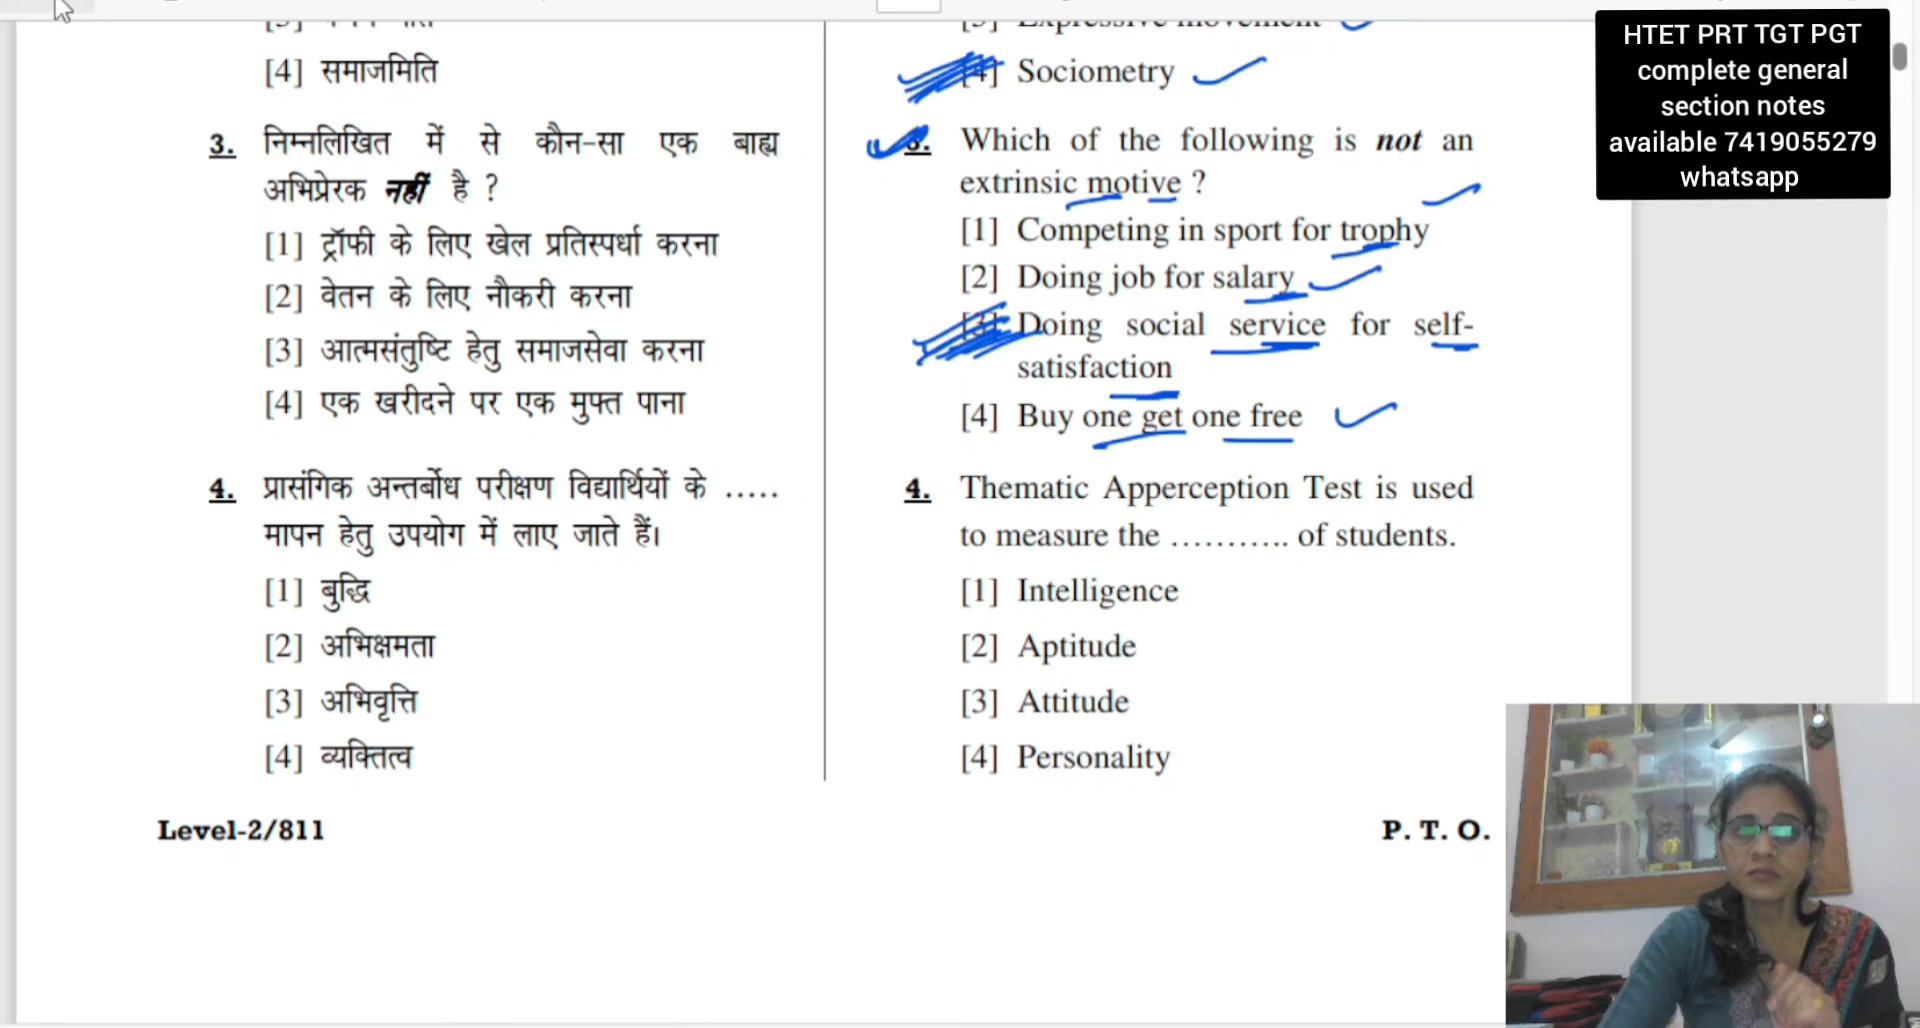 [4] समाजमिति
3. निम्नलिखित में से कौन-सा एक बाह्य
अभिप्रेरक नहीं है ?
[1] ट्रॉफी के लिए खेल प्रतिस्पर्धा करना
[2] वेतन के लिए नौकरी करना
[3] आत्मसंतुष्टि हेतु समाजसेवा करना
[4] एक खरीदने पर एक मुफ्त पाना
4. प्रासंगिक अन्तर्बोध परीक्षण विद्यार्थियों के .....
मापन हेतु उपयोग में लाए जाते हैं।
[1] बुद्धि
[2] अभिक्षमता
[3] अभिवृत्ति
[4] व्यक्तित्व
Level-2/811
[3] Expressive movement
[4] Sociometry
3. Which of the following is not an
extrinsic motive ?
[1] Competing in sport for trophy
[2] Doing job for salary
[3] Doing social service for self-
satisfaction
[4] Buy one get one free
4. Thematic Apperception Test is used
to measure the ........... of students.
[1] Intelligence
[2] Aptitude
[3] Attitude
[4] Personality
P. T. O.
HTET PRT TGT PGT
complete general
section notes
available 7419055279
whatsapp